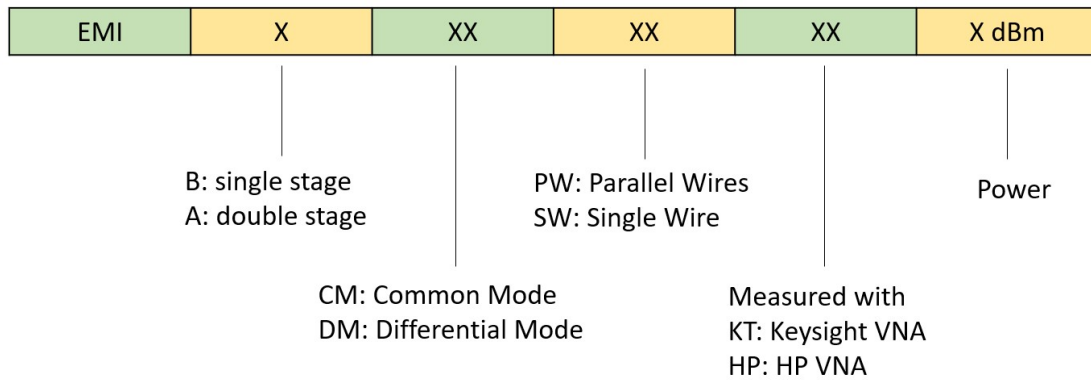 EMI X XX XX XX X dBm
B: single stage
A: double stage
PW: Parallel Wires
SW: Single Wire
Power
CM: Common Mode
DM: Differential Mode
Measured with
KT: Keysight VNA
HP: HP VNA